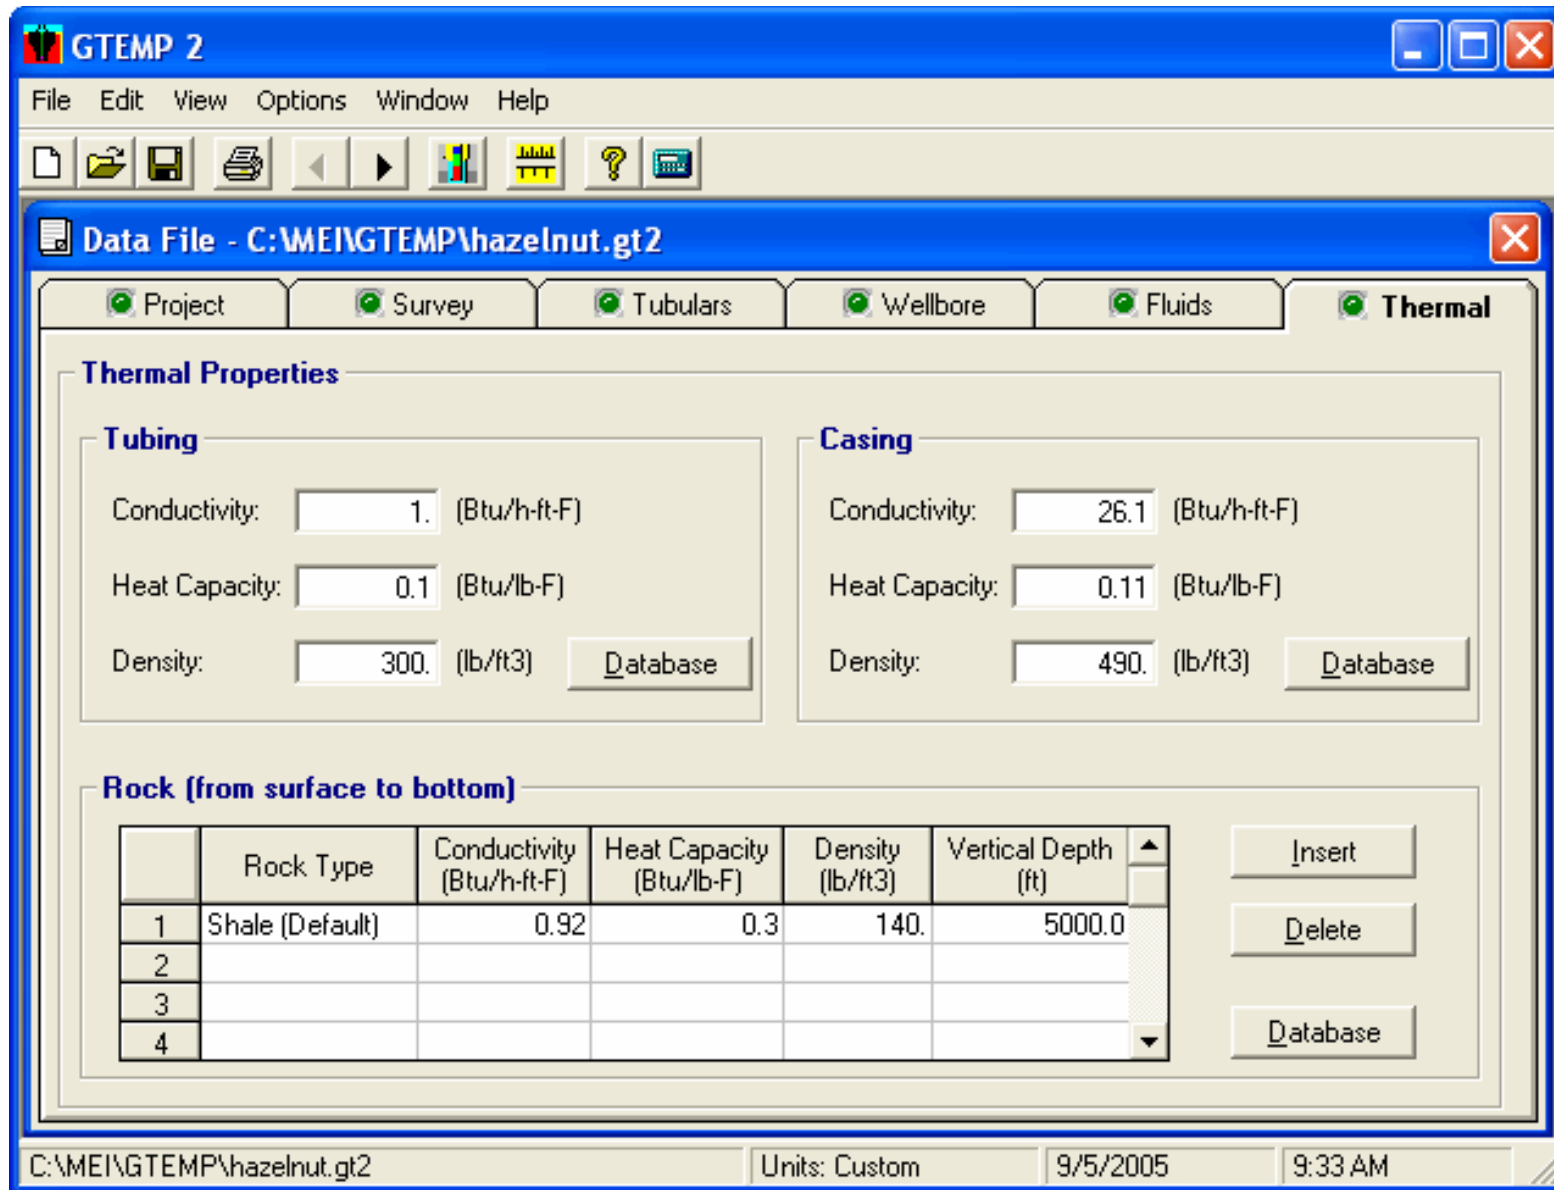 GTEMP 2
File Edit View Options Window Help
Data File - C:\MEI\GTEMP\hazelnut.gt2
Project Survey Tubulars Wellbore Fluids Thermal
Thermal Properties
Tubing Casing
Conductivity: 1. (Btu/h-ft-F) Conductivity: 26.1 (Btu/h-ft-F)
Heat Capacity: 0.1 (Btu/lb-F) Heat Capacity: 0.11 (Btu/lb-F)
Density: 300. (lb/ft3) Database Density: 490. (lb/ft3) Database
Rock (from surface to bottom)
Rock Type Conductivity (Btu/h-ft-F) Heat Capacity (Btu/lb-F) Density (lb/ft3) Vertical Depth (ft) Insert
1 Shale (Default) 0.92 0.3 140. 5000.0 Delete
2
3
4 Database
C:\MEI\GTEMP\hazelnut.gt2 Units: Custom 9/5/2005 9:33 AM